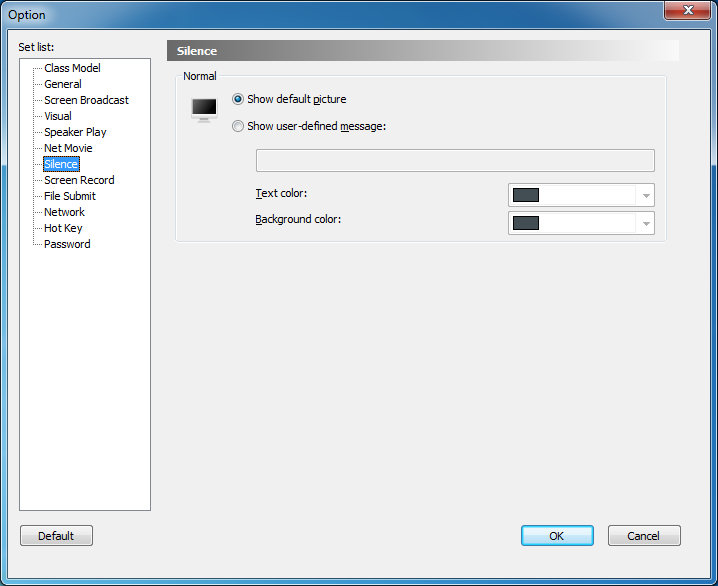 Option
Set list:
Class Model
General
Screen Broadcast
Visual
Speaker Play
Net Movie
Silence
Screen Record
File Submit
Network
Hot Key
Password
Silence
Normal
Show default picture
Show user-defined message:
Text color:
Background color:
Default
OK
Cancel